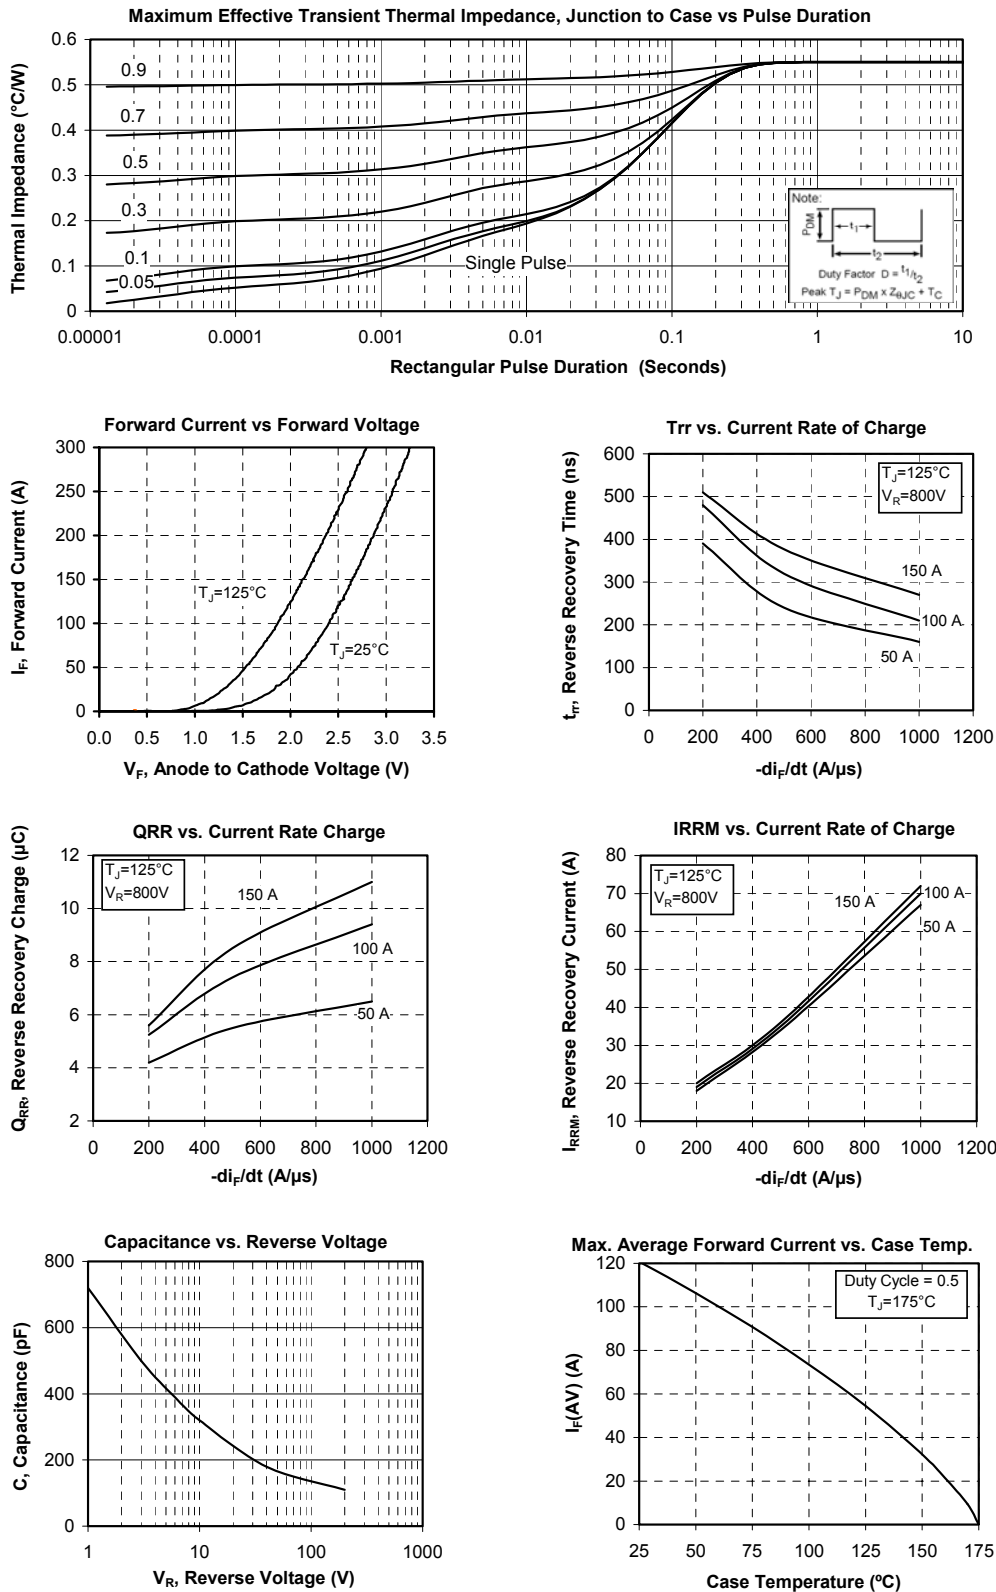 Maximum Effective Transient Thermal Impedance, Junction to Case vs Pulse Duration
Thermal Impedance (°C/W)
0.6
0.5
0.4
0.3
0.2
0.1
0
0.9
0.7
0.5
0.3
0.1
0.05
Single Pulse
Note:
PDM
t1
t2
Duty Factor D = t1/t2
Peak TJ = PDM x ZθJC + TC
0.00001 0.0001 0.001 0.01 0.1 1 10
Rectangular Pulse Duration (Seconds)
Forward Current vs Forward Voltage
IF, Forward Current (A)
300
250
200
150
100
50
0
TJ=125°C
TJ=25°C
0.0 0.5 1.0 1.5 2.0 2.5 3.0 3.5
VF, Anode to Cathode Voltage (V)
Trr vs. Current Rate of Charge
trr, Reverse Recovery Time (ns)
600
500
400
300
200
100
0
TJ=125°C
VR=800V
150 A
100 A
50 A
0 200 400 600 800 1000 1200
-diF/dt (A/µs)
QRR vs. Current Rate Charge
QRR, Reverse Recovery Charge (µC)
12
10
8
6
4
2
TJ=125°C
VR=800V
150 A
100 A
50 A
0 200 400 600 800 1000 1200
-diF/dt (A/µs)
IRRM vs. Current Rate of Charge
IRRM, Reverse Recovery Current (A)
80
70
60
50
40
30
20
10
TJ=125°C
VR=800V
150 A
100 A
50 A
0 200 400 600 800 1000 1200
-diF/dt (A/µs)
Capacitance vs. Reverse Voltage
C, Capacitance (pF)
800
600
400
200
0
1 10 100 1000
VR, Reverse Voltage (V)
Max. Average Forward Current vs. Case Temp.
IF(AV) (A)
120
100
80
60
40
20
0
Duty Cycle = 0.5
TJ=175°C
25 50 75 100 125 150 175
Case Temperature (ºC)